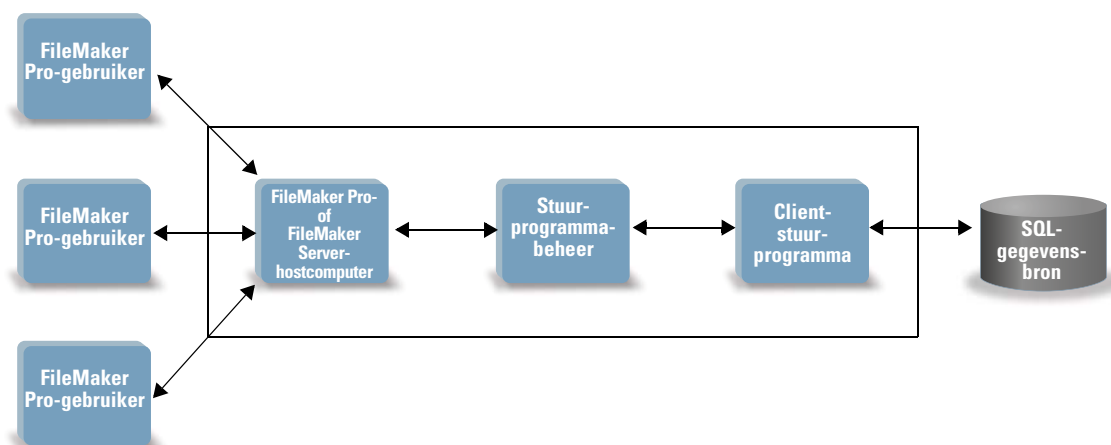 FileMaker
Pro-gebruiker
FileMaker
Pro-gebruiker
FileMaker Pro-
of
FileMaker
Server-
hostcomputer
Stuur-
programma-
beheer
Client-
stuur-
programma
SQL-
gegevens-
bron
FileMaker
Pro-gebruiker